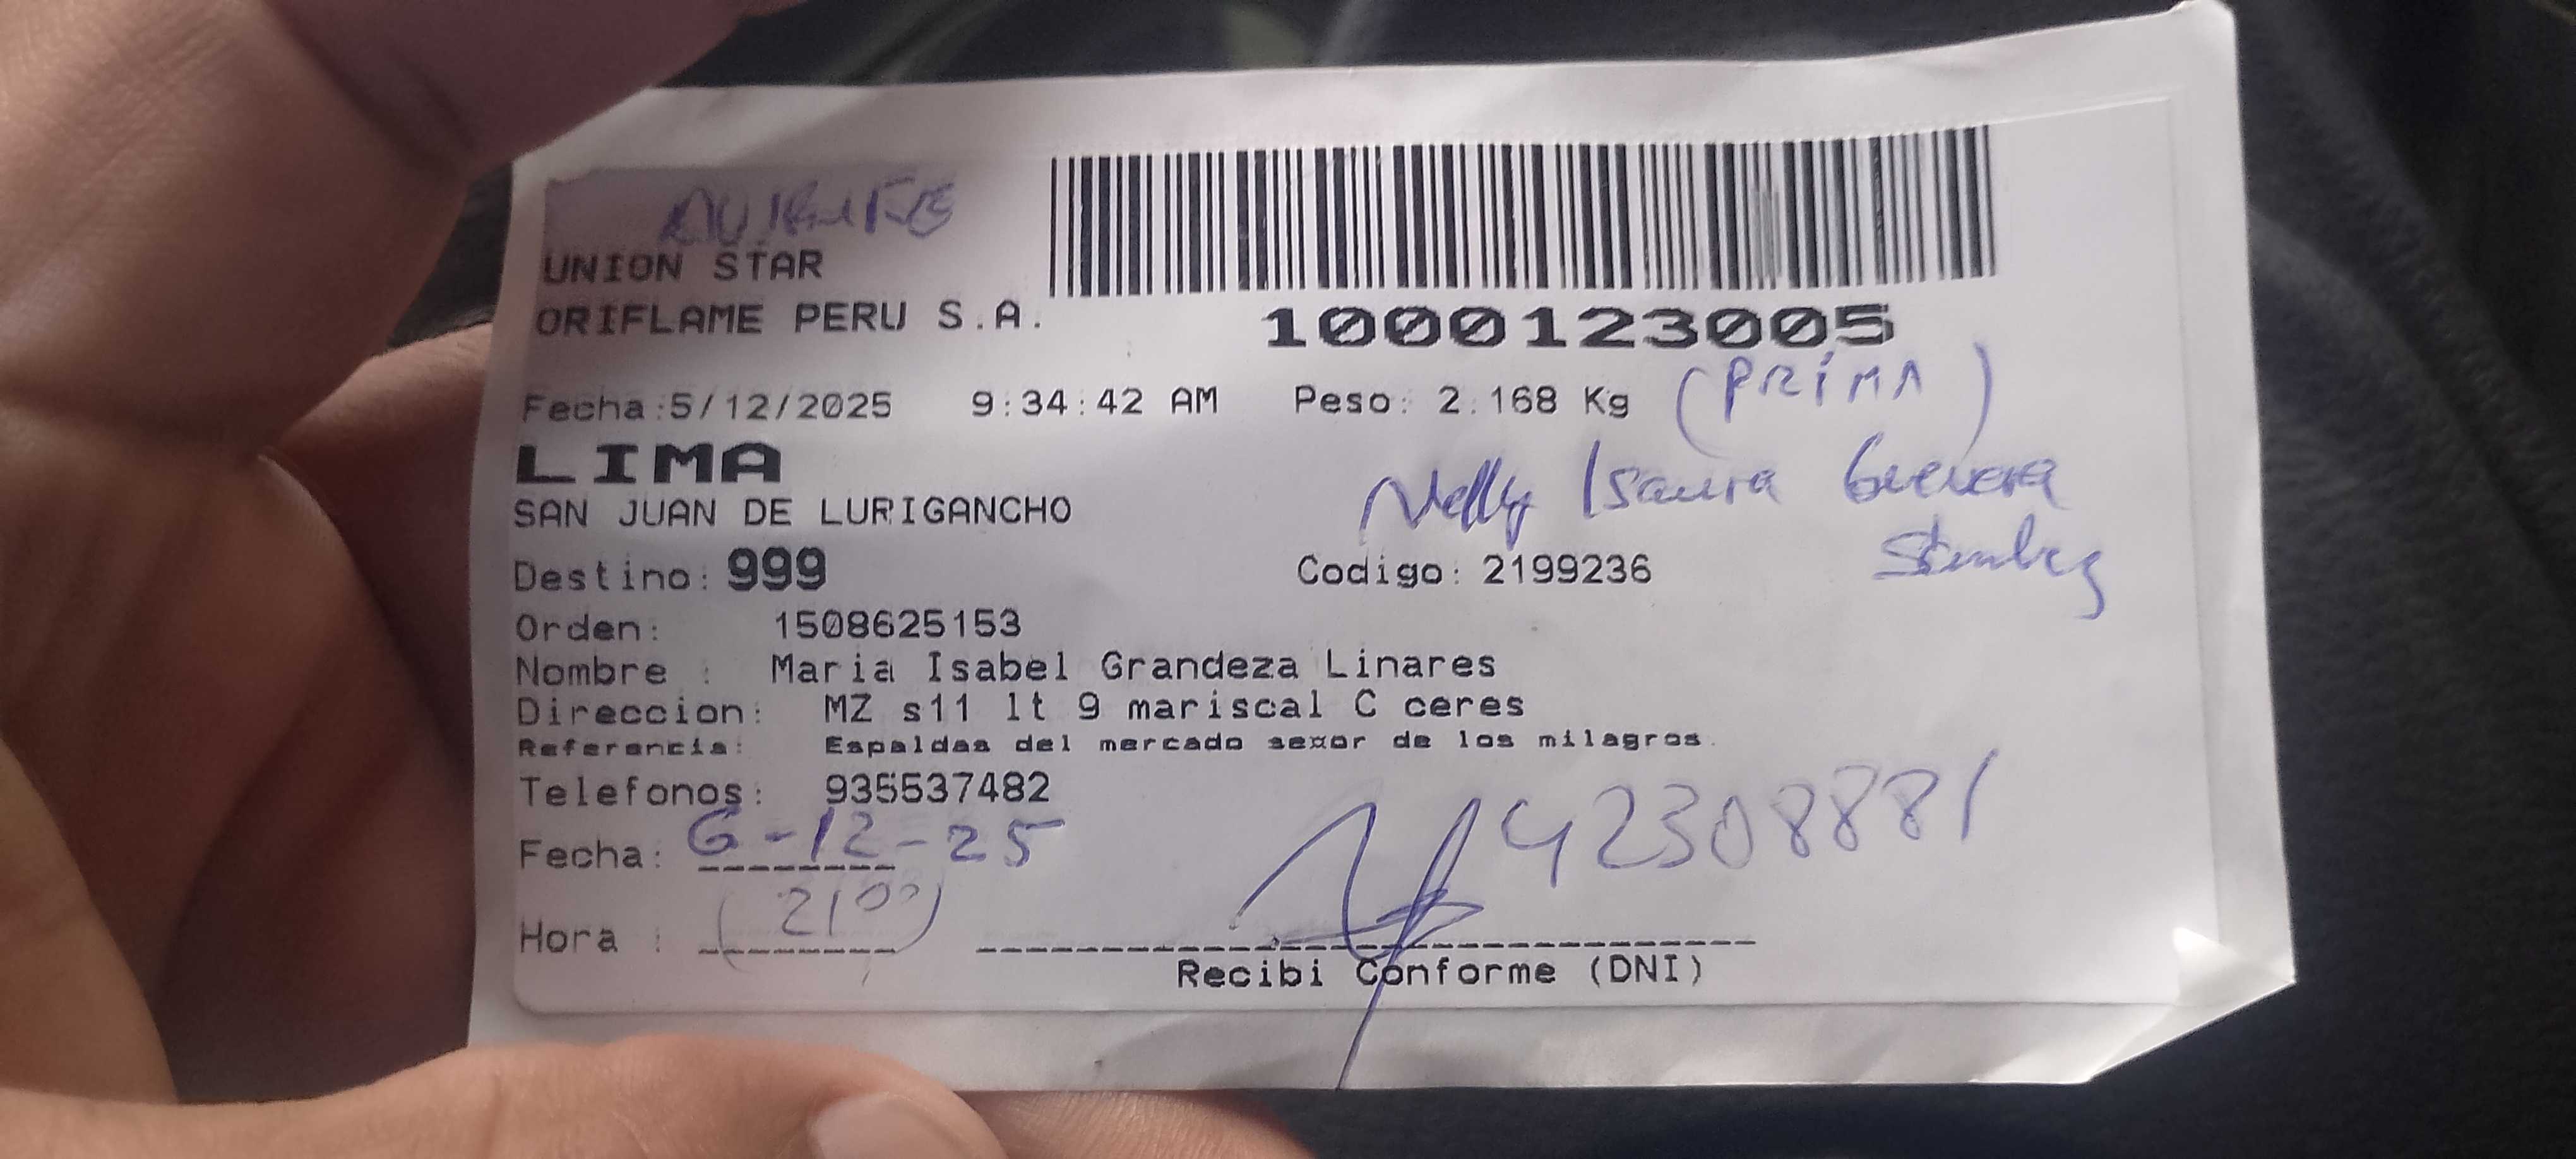 UNION STAR
ORIFLAME PERU S.A.
1000123005
Fecha:5/12/2025 9:34:42 AM Peso: 2.168 Kg
(PRIMA)
LIMA
SAN JUAN DE LURIGANCHO
Nelly Isaura Guevara
Destino: 999 Codigo: 2199236
Orden: 1508625153
Nombre : Maria Isabel Grandeza Linares
Direccion: MZ s11 lt 9 mariscal C ceres
Referencia: Espaldas del mercado sexor de los milagros.
Telefonos: 935537482
Fecha: 6-12-25
42308881
Hora : (2100)
Recibi Conforme (DNI)